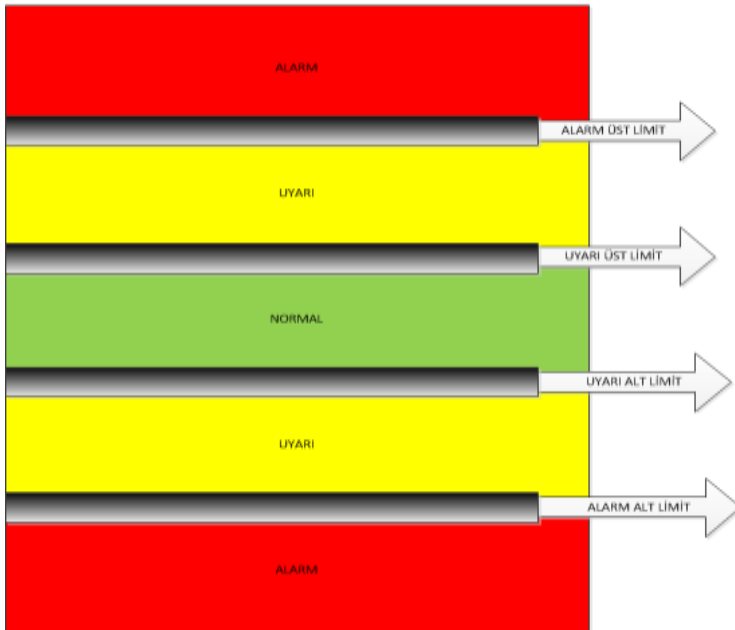 ALARM
ALARM ÜST LİMİT
UYARI
UYARI ÜST LİMİT
NORMAL
UYARI ALT LİMİT
UYARI
ALARM ALT LİMİT
ALARM